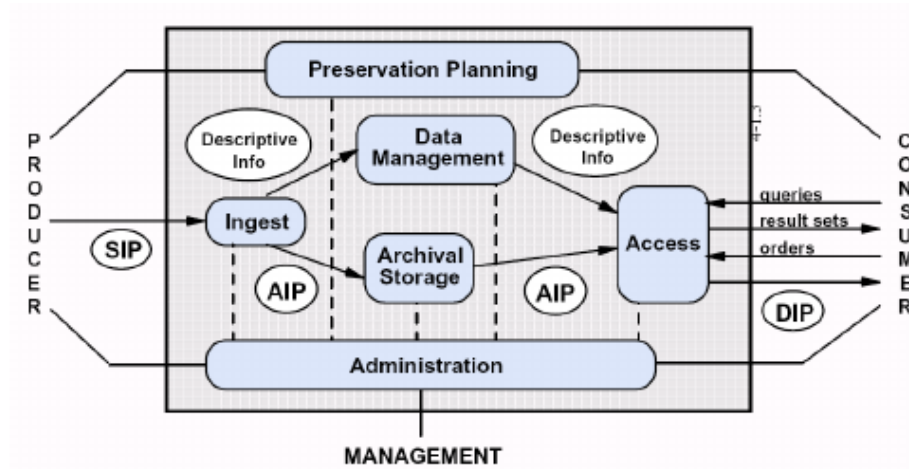 Preservation Planning
Descriptive
Info
Data
Management
Descriptive
Info
PRODUCER
CONSUMER
Ingest
SIP
AIP
Archival
Storage
AIP
Access
queries
result sets
orders
DIP
Administration
MANAGEMENT